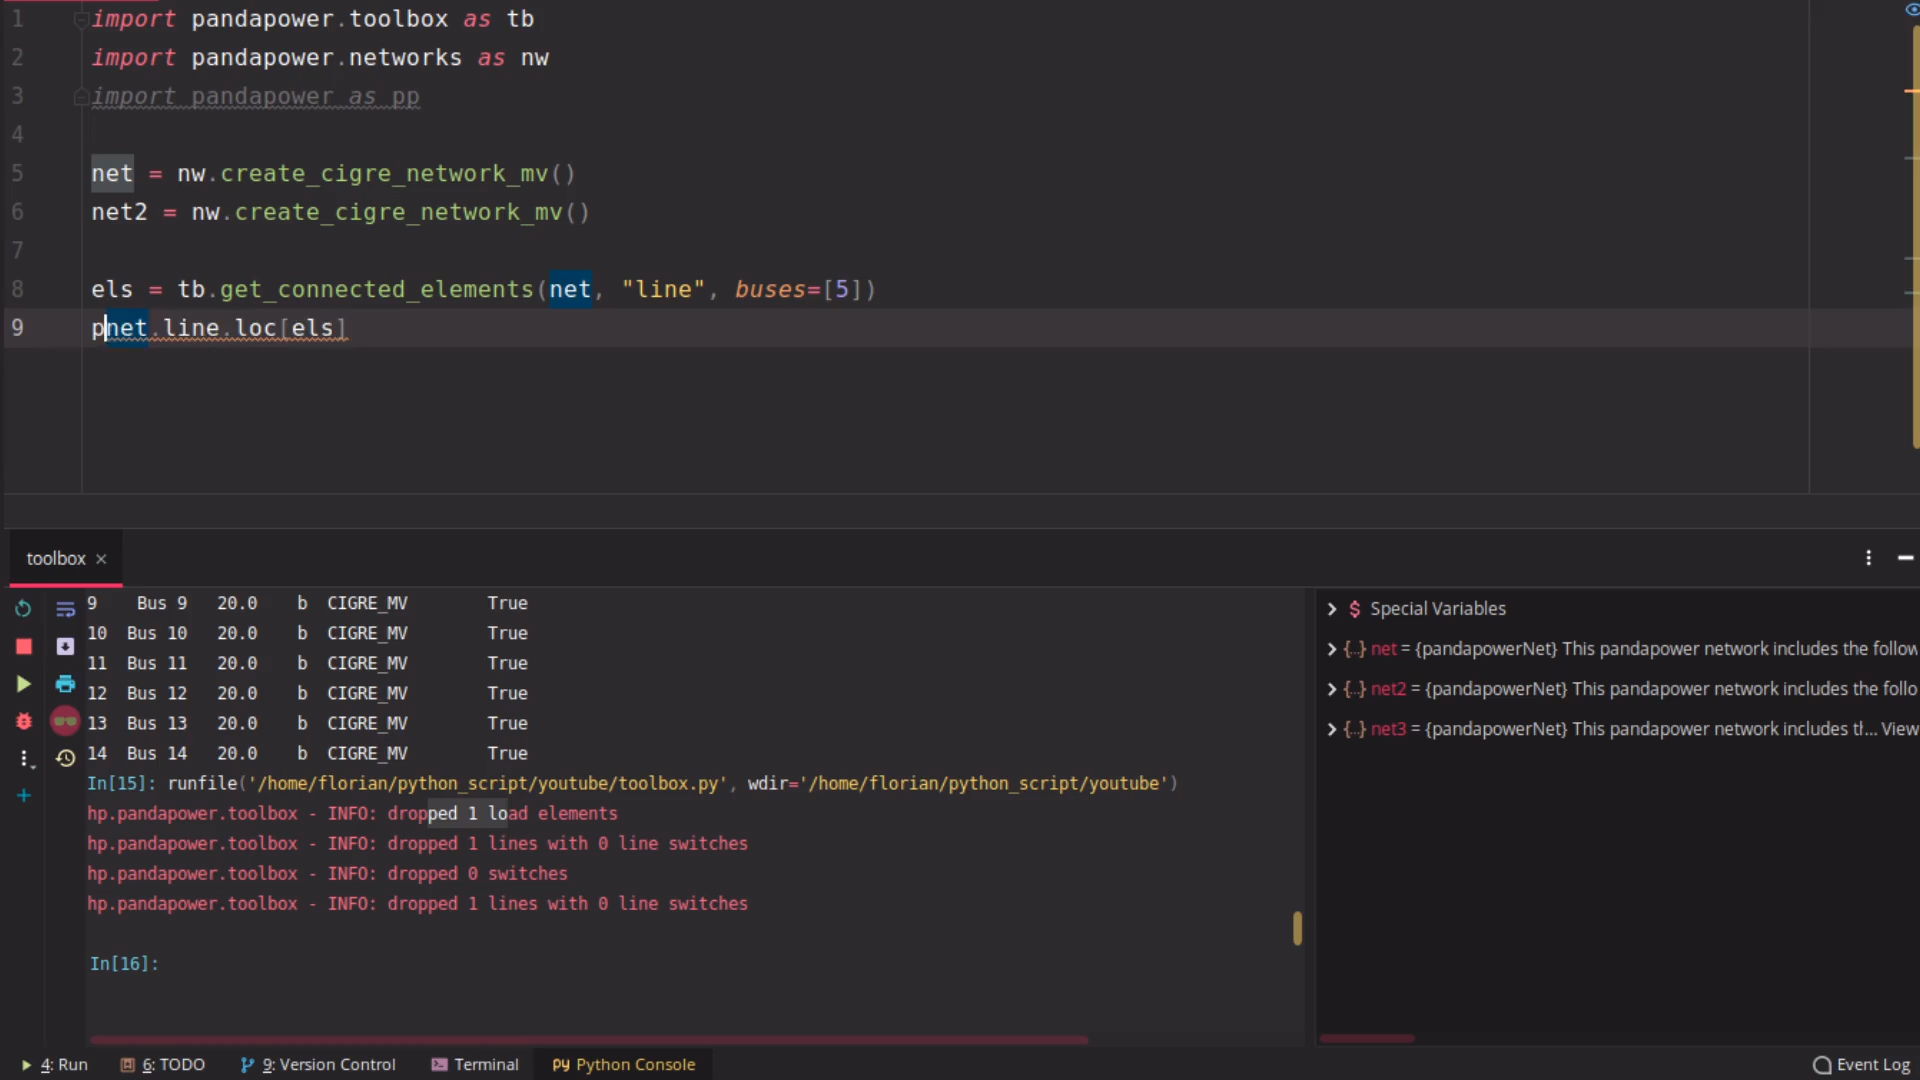 1 import pandapower.toolbox as tb
2 import pandapower.networks as nw
3 import pandapower as pp
4
5 net = nw.create_cigre_network_mv()
6 net2 = nw.create_cigre_network_mv()
7
8 els = tb.get_connected_elements(net, "line", buses=[5])
9 pnet.line.loc[els]
toolbox
9 Bus 9 20.0 b CIGRE_MV True
10 Bus 10 20.0 b CIGRE_MV True
11 Bus 11 20.0 b CIGRE_MV True
12 Bus 12 20.0 b CIGRE_MV True
13 Bus 13 20.0 b CIGRE_MV True
14 Bus 14 20.0 b CIGRE_MV True
In[15]: runfile('/home/florian/python_script/youtube/toolbox.py', wdir='/home/florian/python_script/youtube')
hp.pandapower.toolbox - INFO: dropped 1 load elements
hp.pandapower.toolbox - INFO: dropped 1 lines with 0 line switches
hp.pandapower.toolbox - INFO: dropped 0 switches
hp.pandapower.toolbox - INFO: dropped 1 lines with 0 line switches
In[16]:
Special Variables
net = {pandapowerNet} This pandapower network includes the follow
net2 = {pandapowerNet} This pandapower network includes the follo
net3 = {pandapowerNet} This pandapower network includes th... View
4: Run 6: TODO 9: Version Control Terminal Python Console Event Log